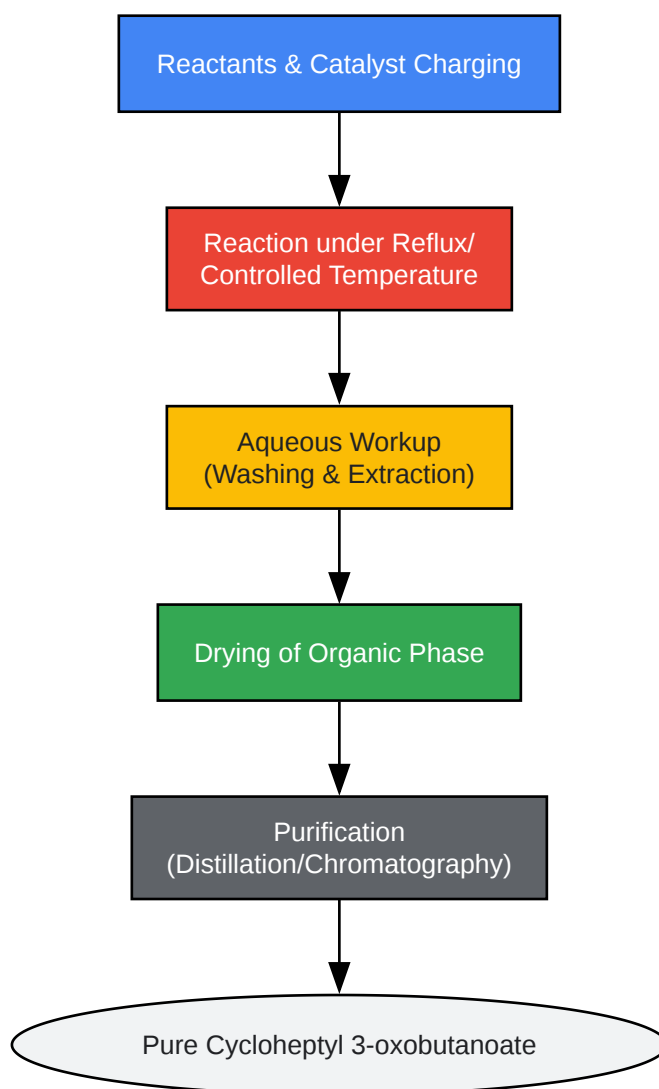 Reactants & Catalyst Charging
Reaction under Reflux/
Controlled Temperature
Aqueous Workup
(Washing & Extraction)
Drying of Organic Phase
Purification
(Distillation/Chromatography)
Pure Cycloheptyl 3-oxobutanoate